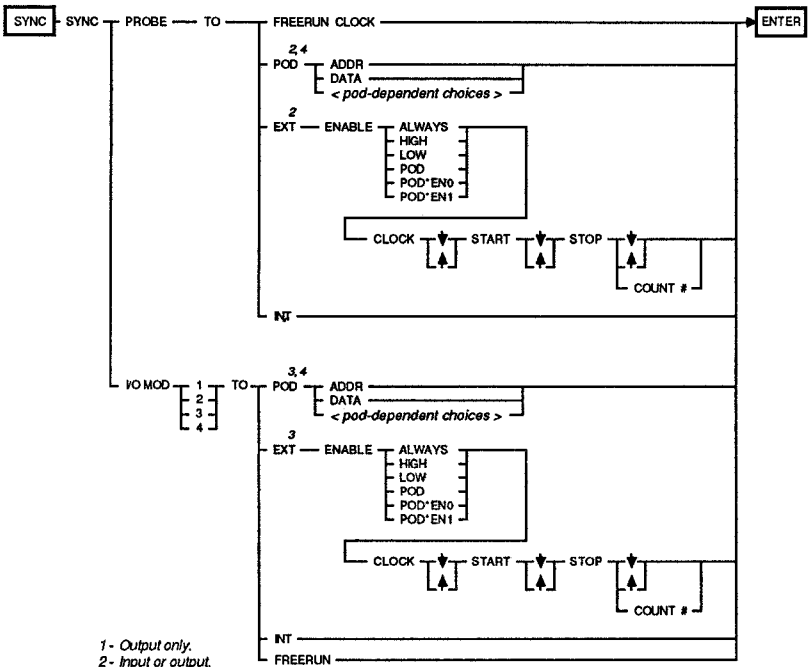 SYNC SYNC PROBE TO FREERUN CLOCK ENTER
2,4
POD ADDR
DATA
< pod-dependent choices >
2
EXT ENABLE ALWAYS
HIGH
LOW
POD
POD*EN0
POD*EN1
CLOCK START STOP
COUNT #
INT
3,4
I/O MOD 1 TO POD ADDR
2 DATA
3 < pod-dependent choices >
4
3
EXT ENABLE ALWAYS
HIGH
LOW
POD
POD*EN0
POD*EN1
CLOCK START STOP
COUNT #
INT
1 - Output only.
FREERUN
2 - Input or output.